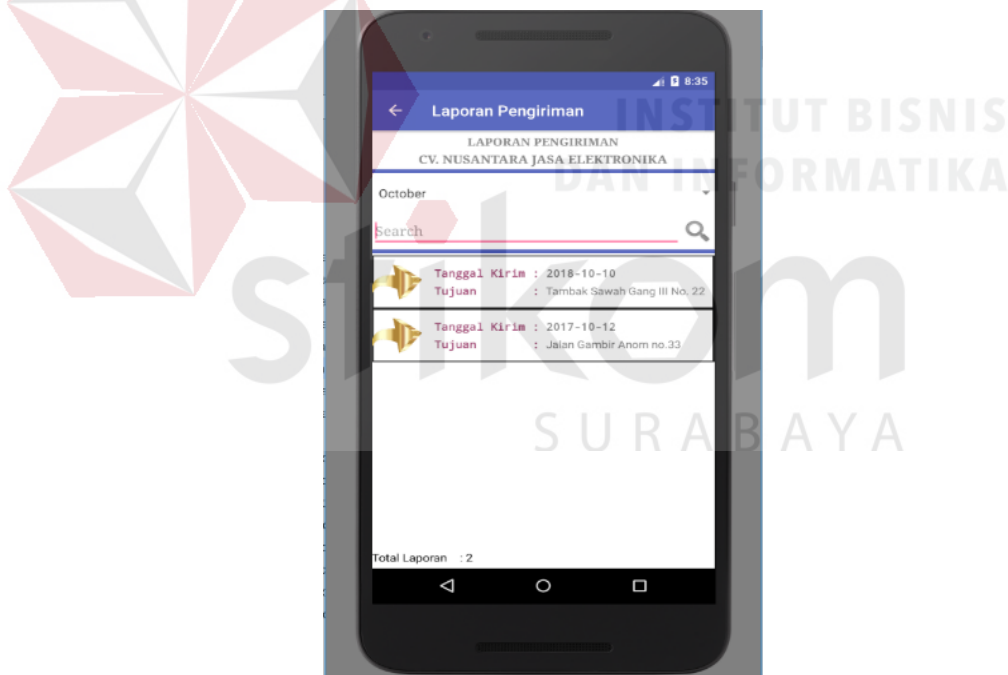 8:35
Laporan Pengiriman
LAPORAN PENGIRIMAN
CV. NUSANTARA JASA ELEKTRONIKA
October
Search
Tanggal Kirim : 2018-10-10
Tujuan : Tambak Sawah Gang III No. 22
Tanggal Kirim : 2017-10-12
Tujuan : Jalan Gambir Anom no.33
Total Laporan : 2
INSTITUT BISNIS
DAN INFORMATIKA
stikom
SURABAYA